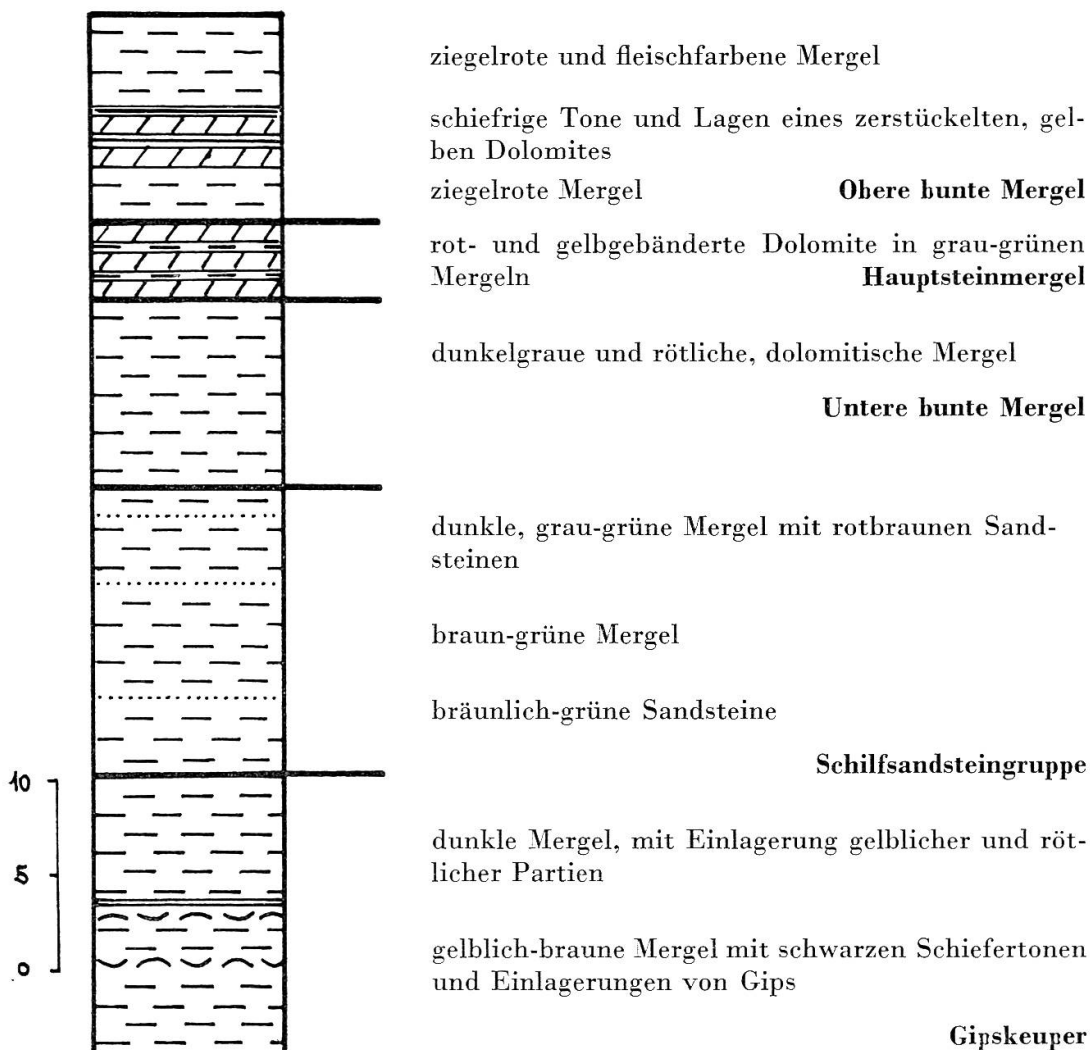 ziegelrote und fleischfarbene Mergel
schiefrige Tone und Lagen eines zerstückelten, gel-
ben Dolomites
ziegelrote Mergel Obere bunte Mergel
rot- und gelbgebänderte Dolomite in grau-grünen
Mergeln Hauptsteinmergel
dunkelgraue und rötliche, dolomitische Mergel
Untere bunte Mergel
dunkle, grau-grüne Mergel mit rotbraunen Sand-
steinen
braun-grüne Mergel
bräunlich-grüne Sandsteine
Schilfsandsteingruppe
10
dunkle Mergel, mit Einlagerung gelblicher und röt-
licher Partien
5
gelblich-braune Mergel mit schwarzen Schiefertonen
0
und Einlagerungen von Gips
Gipskeuper